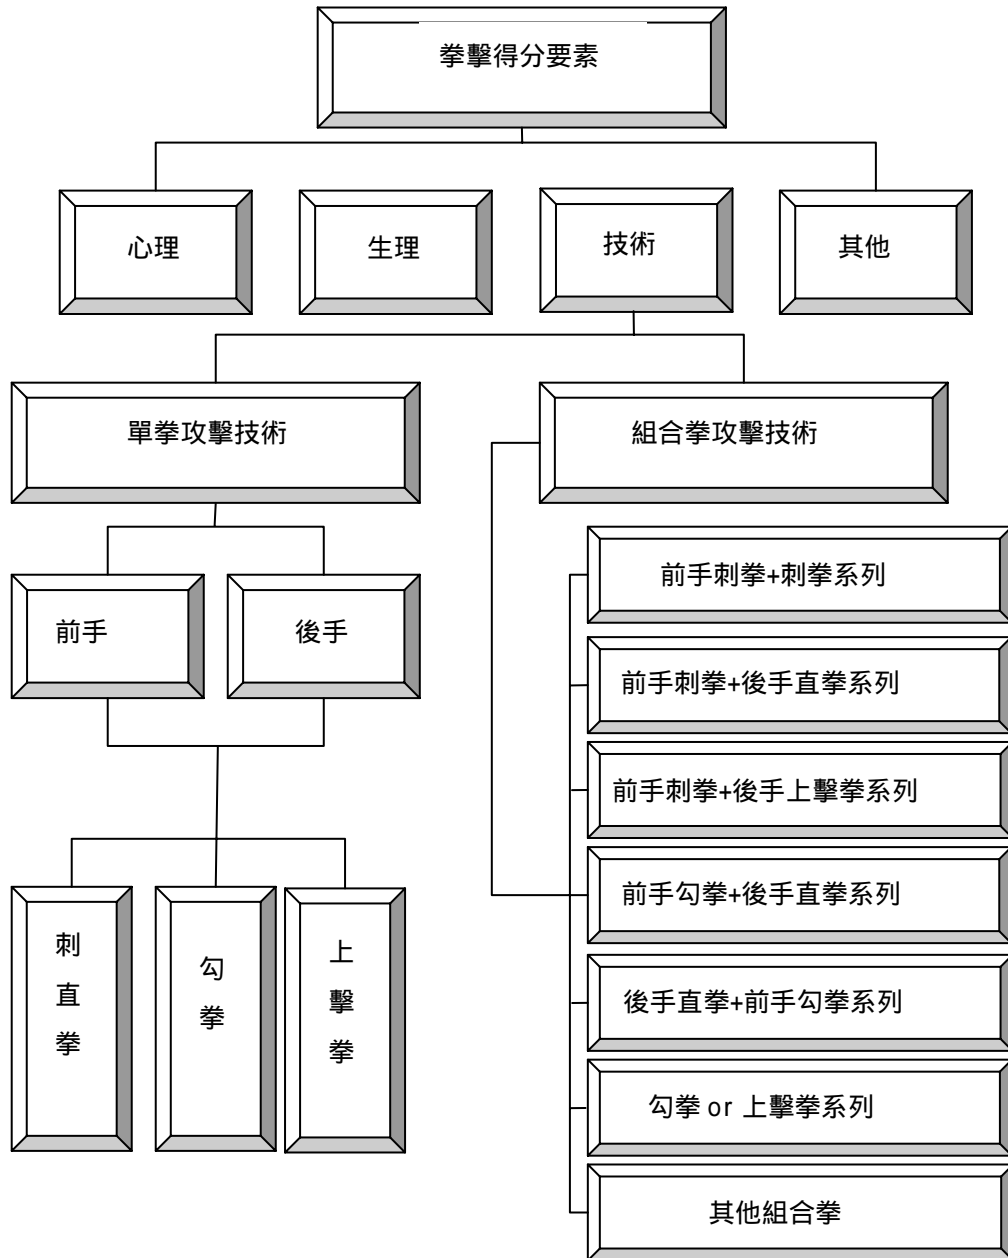 拳擊得分要素
心理
生理
技術
其他
單拳攻擊技術
組合拳攻擊技術
前手
後手
刺直拳
勾拳
上擊拳
前手刺拳+刺拳系列
前手刺拳+後手直拳系列
前手刺拳+後手上擊拳系列
前手勾拳+後手直拳系列
後手直拳+前手勾拳系列
勾拳 or 上擊拳系列
其他組合拳